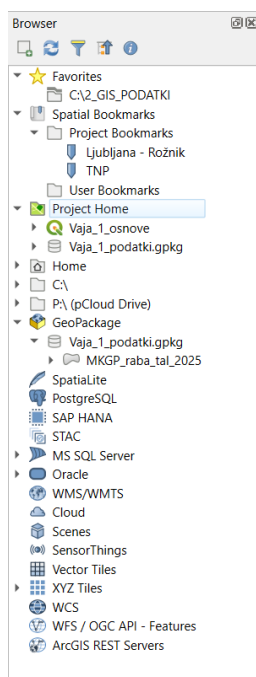 Browser
Favorites
C:\2_GIS_PODATKI
Spatial Bookmarks
Project Bookmarks
Ljubljana - Rožnik
TNP
User Bookmarks
Project Home
Vaja_1_osnove
Vaja_1_podatki.gpkg
Home
C:\
P:\ (pCloud Drive)
GeoPackage
Vaja_1_podatki.gpkg
MKGP_raba_tal_2025
SpatiaLite
PostgreSQL
SAP HANA
STAC
MS SQL Server
Oracle
WMS/WMTS
Cloud
Scenes
SensorThings
Vector Tiles
XYZ Tiles
WCS
WFS / OGC API - Features
ArcGIS REST Servers